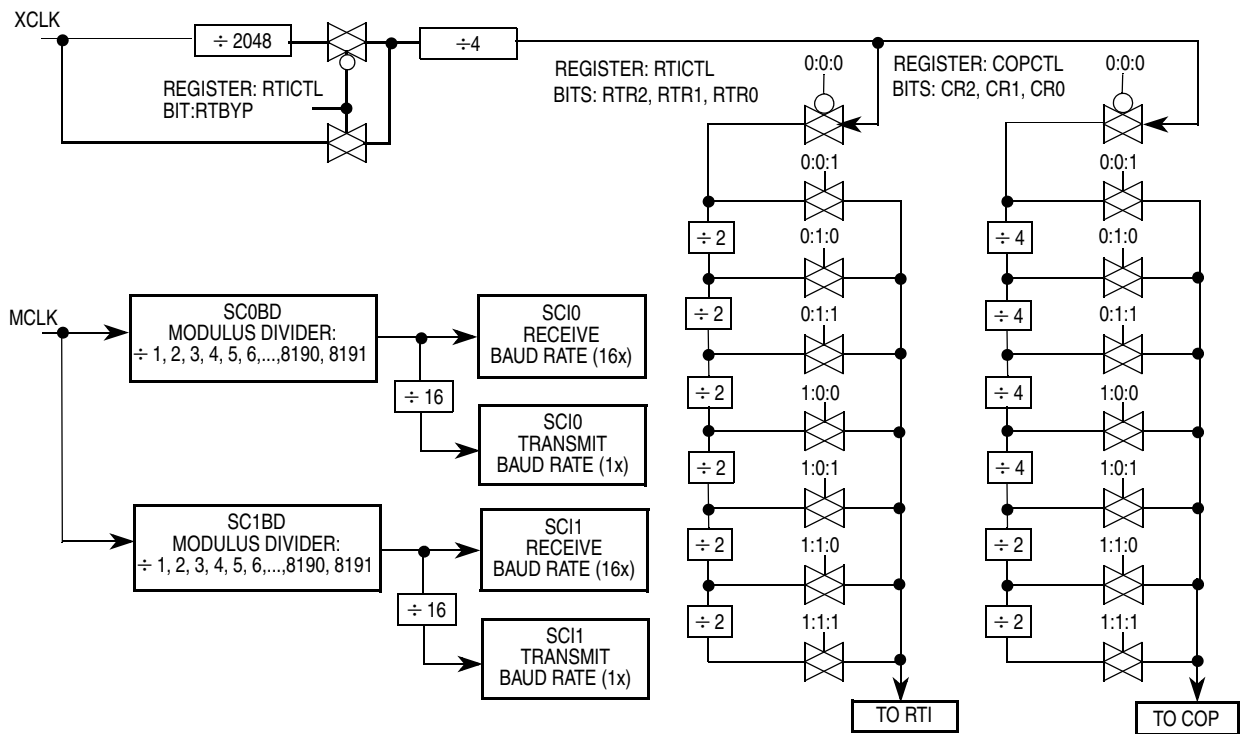 XCLK
÷ 2048
÷4
REGISTER: RTICTL
BIT:RTBYP
REGISTER: RTICTL
BITS: RTR2, RTR1, RTR0
0:0:0
REGISTER: COPCTL
BITS: CR2, CR1, CR0
0:0:0
0:0:1
÷ 2
0:1:0
÷ 2
0:1:1
÷ 2
1:0:0
÷ 2
1:0:1
÷ 2
1:1:0
÷ 2
1:1:1
TO RTI
0:0:1
÷ 4
0:1:0
÷ 4
0:1:1
÷ 4
1:0:0
÷ 4
1:0:1
÷ 2
1:1:0
÷ 2
1:1:1
TO COP
MCLK
SC0BD
MODULUS DIVIDER:
÷ 1, 2, 3, 4, 5, 6,...,8190, 8191
SCI0
RECEIVE
BAUD RATE (16x)
÷ 16
SCI0
TRANSMIT
BAUD RATE (1x)
SC1BD
MODULUS DIVIDER:
÷ 1, 2, 3, 4, 5, 6,...,8190, 8191
SCI1
RECEIVE
BAUD RATE (16x)
÷ 16
SCI1
TRANSMIT
BAUD RATE (1x)